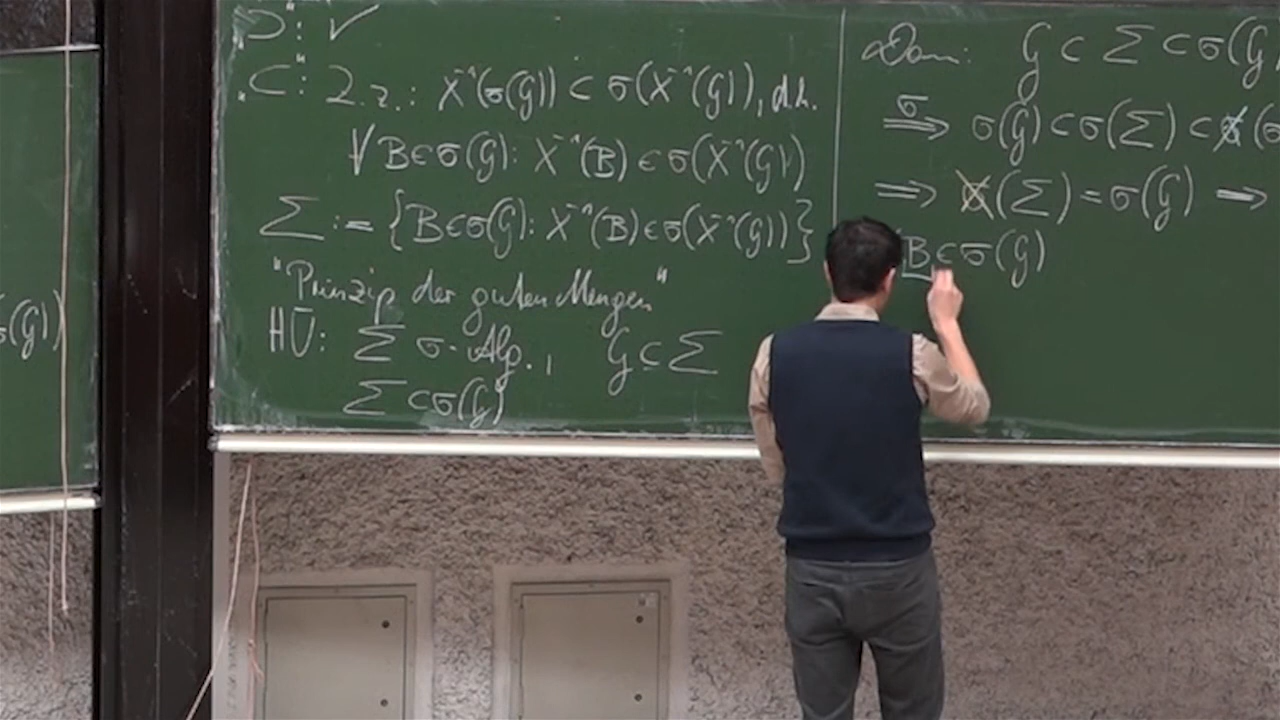 "⊃": ✓
"⊂": Z.z.: X⁻¹(σ(G)) ⊂ σ(X⁻¹(G)), d.h.
∀ B∈σ(G): X⁻¹(B) ∈ σ(X⁻¹(G))
Σ := {B∈σ(G): X⁻¹(B) ∈ σ(X⁻¹(G))}
"Prinzip der guten Mengen"
HÜ: Σ σ-Alg., G ⊂ Σ
Σ ⊂ σ(G)
σ(G)
Dann: G ⊂ Σ ⊂ σ(G
⇒ σ(G) ⊂ σ(Σ) ⊂ σ(σ
σ
⇒ σ(Σ) = σ(G) ⇒
B ∈ σ(G)